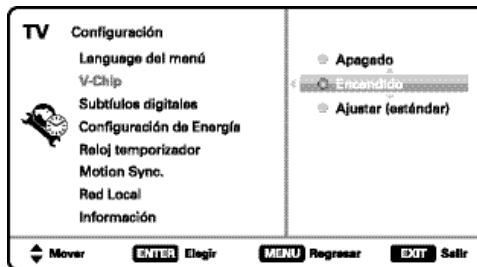 TV Configuración
Language del menú
V-Chip
Subtíulos digitales
Configuración de Energía
Reloj temporizador
Motion Sync.
Red Local
Información
Apagado
Encendido
Ajustar (estándar)
Mover ENTER Elegir MENU Regresar EXIT Salir